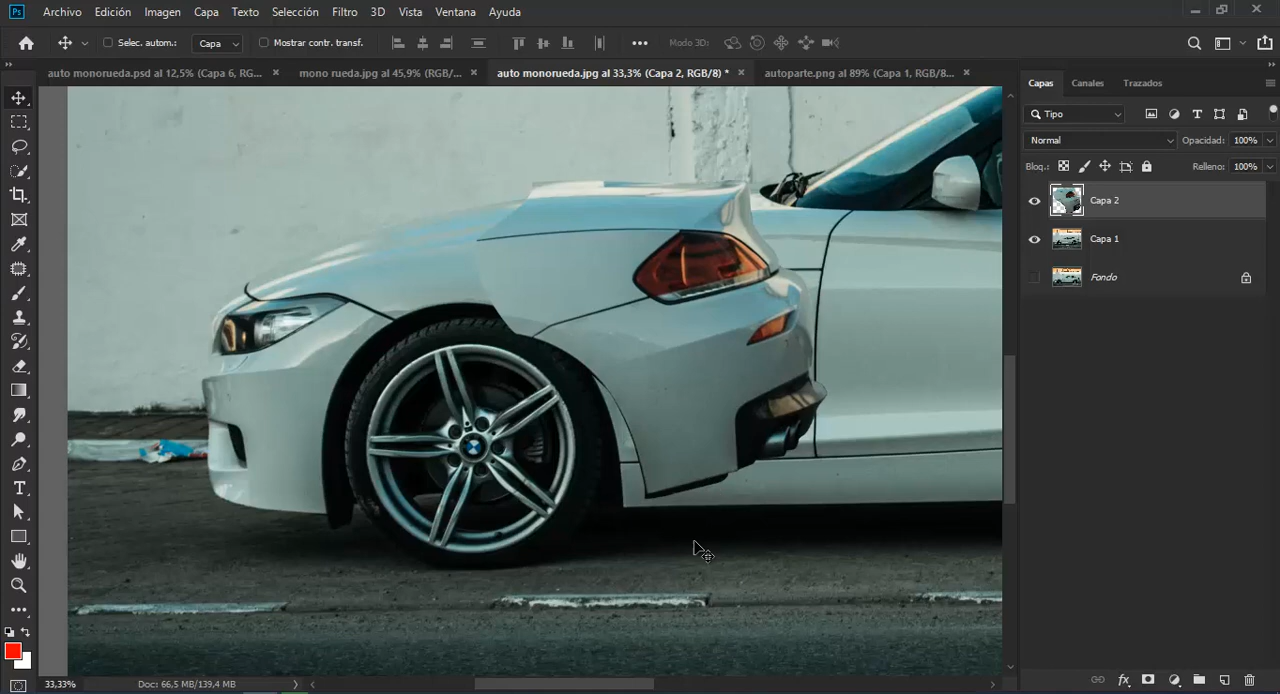 Ps Archivo Edición Imagen Capa Texto Selección Filtro 3D Vista Ventana Ayuda
Selec. autom.: Capa Mostrar contr. transf. Modo 3D:
auto monorueda.psd al 12,5% (Capa 6, RG... × mono rueda.jpg al 45,9% (RGB/... × auto monorueda.jpg al 33,3% (Capa 2, RGB/8) * × autoparte.png al 89% (Capa 1, RGB/8... ×
Capas Canales Trazados
Tipo
Normal Opacidad: 100%
Bloq.: Relleno: 100%
Capa 2
Capa 1
Fondo
33,33% Doc: 66,5 MB/139,4 MB